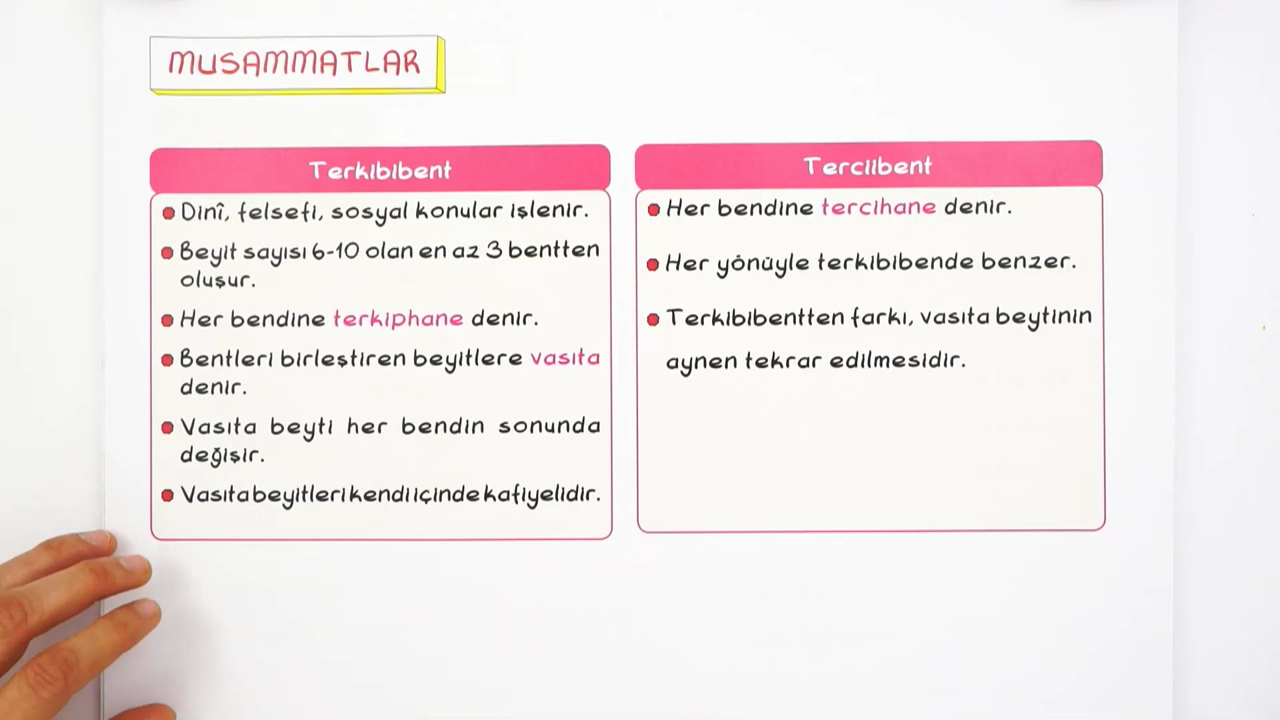 MUSAMMATLAR
Terkibibent
Dinî, felsefi, sosyal konular işlenir.
Beyit sayısı 6-10 olan en az 3 bentten
oluşur.
Her bendine terkiphane denir.
Bentleri birleştiren beyitlere vasıta
denir.
Vasıta beyti her bendin sonunda
değişir.
Vasıta beyitleri kendi içinde kafiyelidir.
Terciibent
Her bendine tercihane denir.
Her yönüyle terkibibende benzer.
Terkibibentten farkı, vasıta beytinin
aynen tekrar edilmesidir.